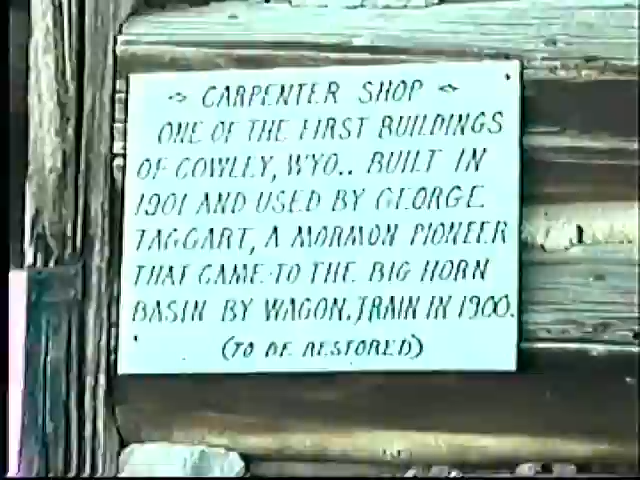 CARPENTER SHOP
ONE OF THE FIRST BUILDINGS
OF COWLEY, WYO.. BUILT IN
1901 AND USED BY GEORGE
TAGGART, A MORMON PIONEER
THAT CAME TO THE BIG HORN
BASIN BY WAGON TRAIN IN 1900.
(TO BE RESTORED)